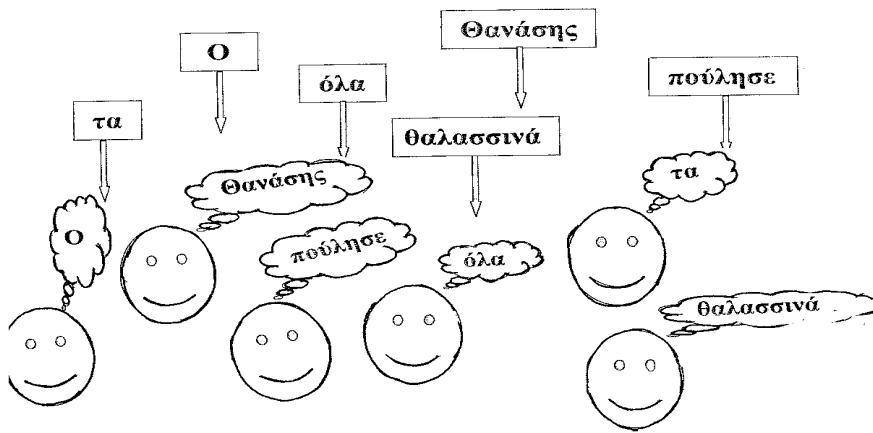 Θανάσης
Ο
πούλησε
όλα
τα
θαλασσινά
Θανάσης
τα
Ο
πούλησε
όλα
θαλασσινά